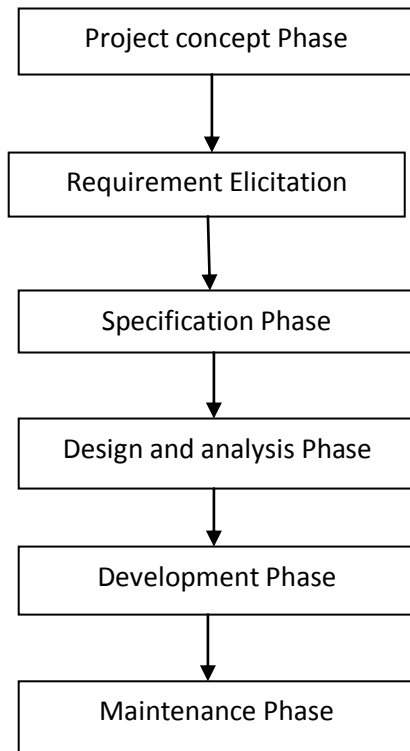 Project concept Phase
Requirement Elicitation
Specification Phase
Design and analysis Phase
Development Phase
Maintenance Phase